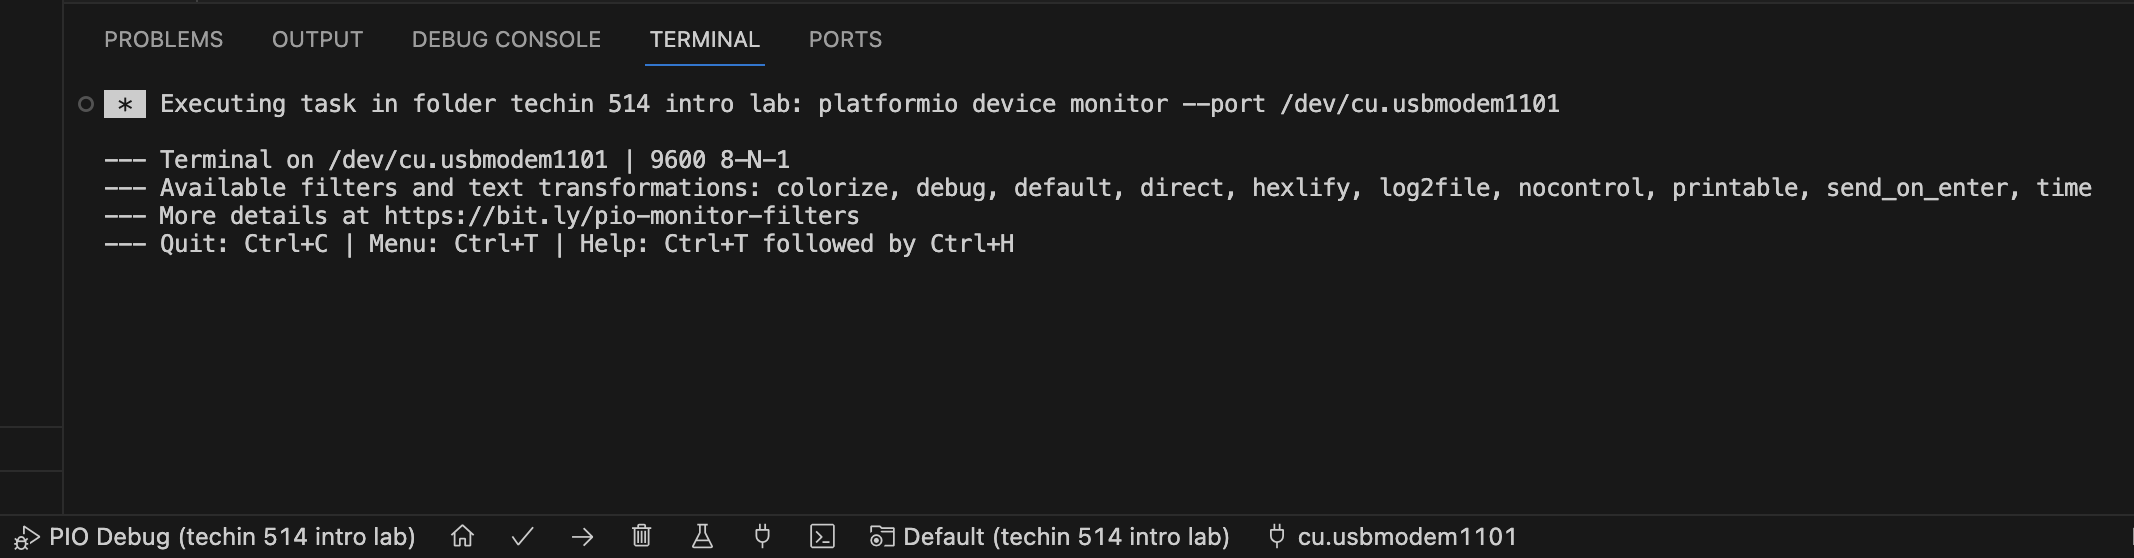 PROBLEMS OUTPUT DEBUG CONSOLE TERMINAL PORTS
* Executing task in folder techin 514 intro lab: platformio device monitor --port /dev/cu.usbmodem1101
--- Terminal on /dev/cu.usbmodem1101 | 9600 8-N-1
--- Available filters and text transformations: colorize, debug, default, direct, hexlify, log2file, nocontrol, printable, send_on_enter, time
--- More details at https://bit.ly/pio-monitor-filters
--- Quit: Ctrl+C | Menu: Ctrl+T | Help: Ctrl+T followed by Ctrl+H
PIO Debug (techin 514 intro lab) Default (techin 514 intro lab) cu.usbmodem1101